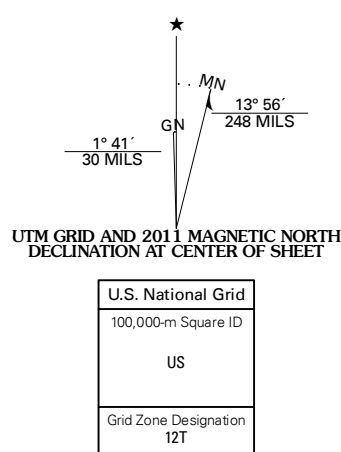 ★
MN
GN
13° 56´
248 MILS
1° 41´
30 MILS
UTM GRID AND 2011 MAGNETIC NORTH
DECLINATION AT CENTER OF SHEET
U.S. National Grid
100,000-m Square ID
US
Grid Zone Designation
12T